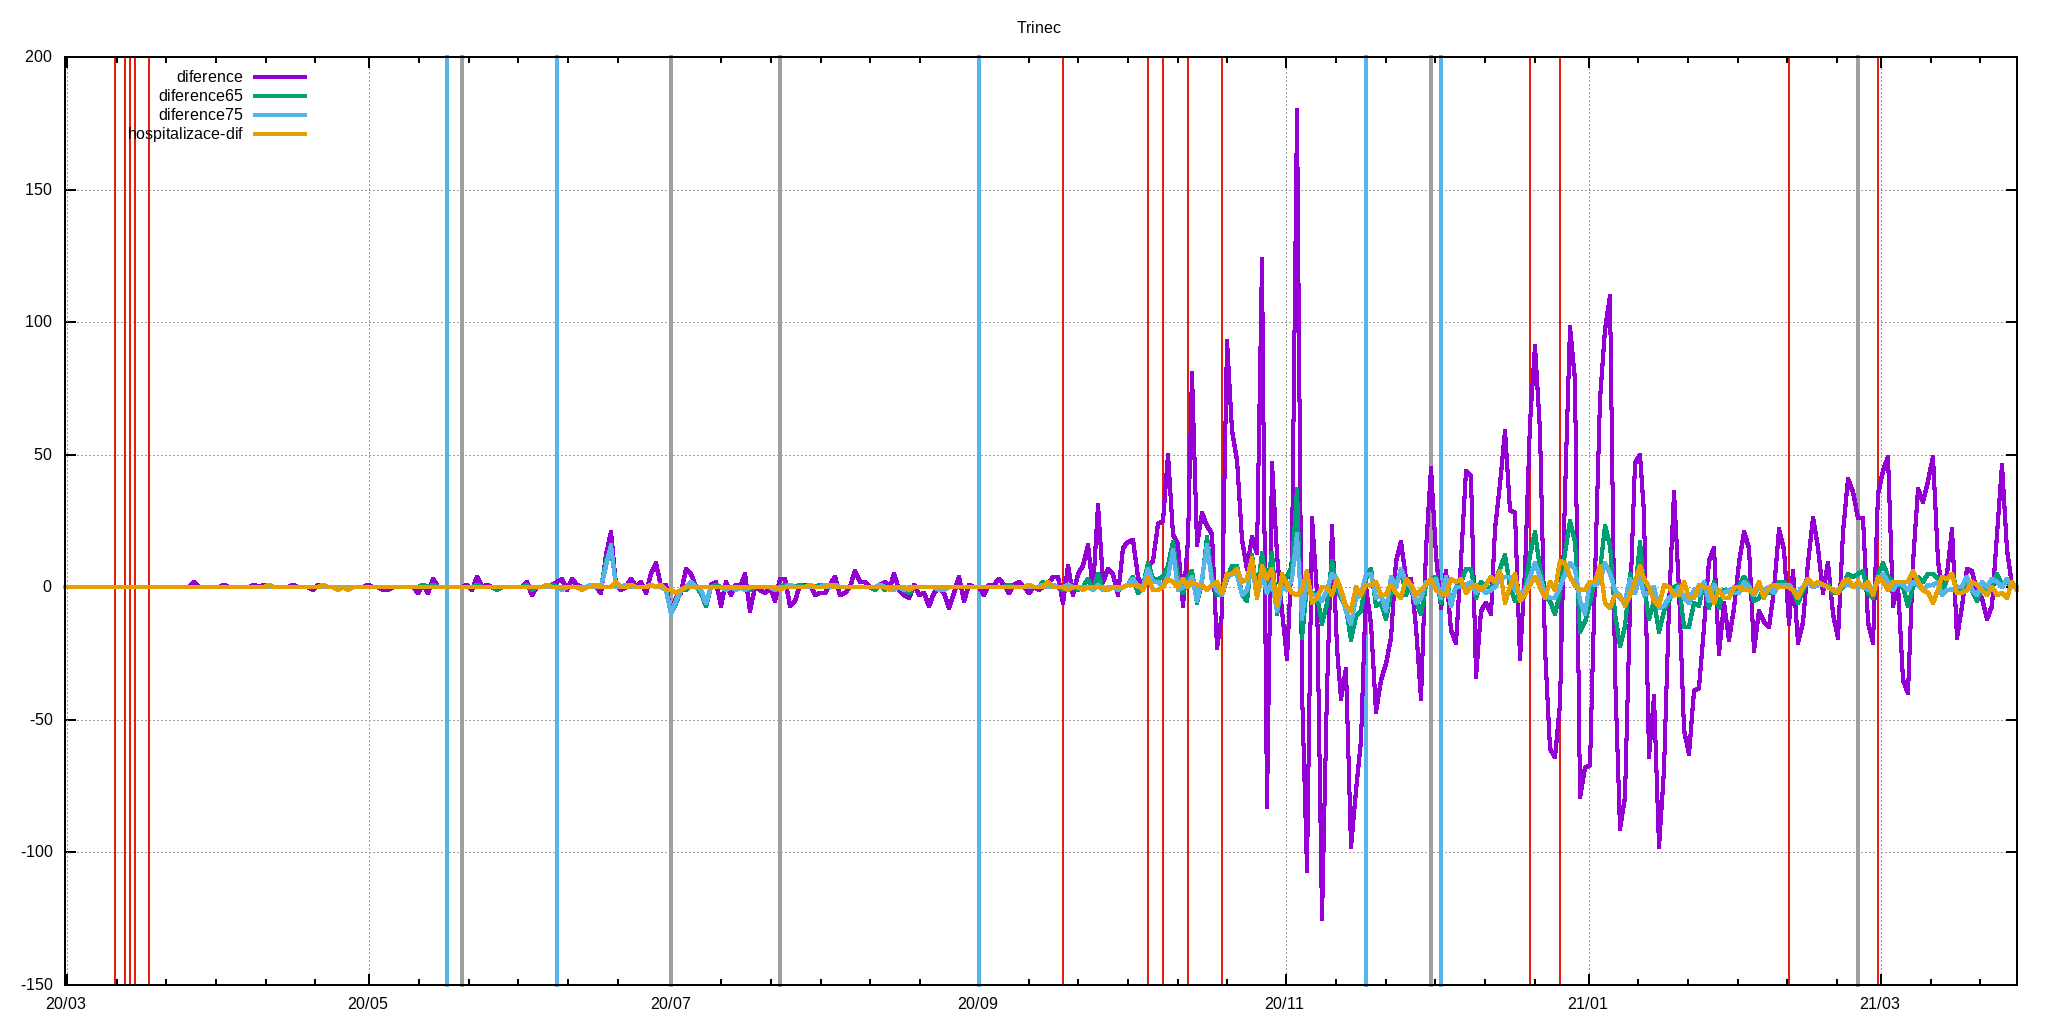 Trinec
200
150
100
50
0
-50
-100
-150
diference
diference65
diference75
hospitalizace-dif
20/03 20/05 20/07 20/09 20/11 21/01 21/03